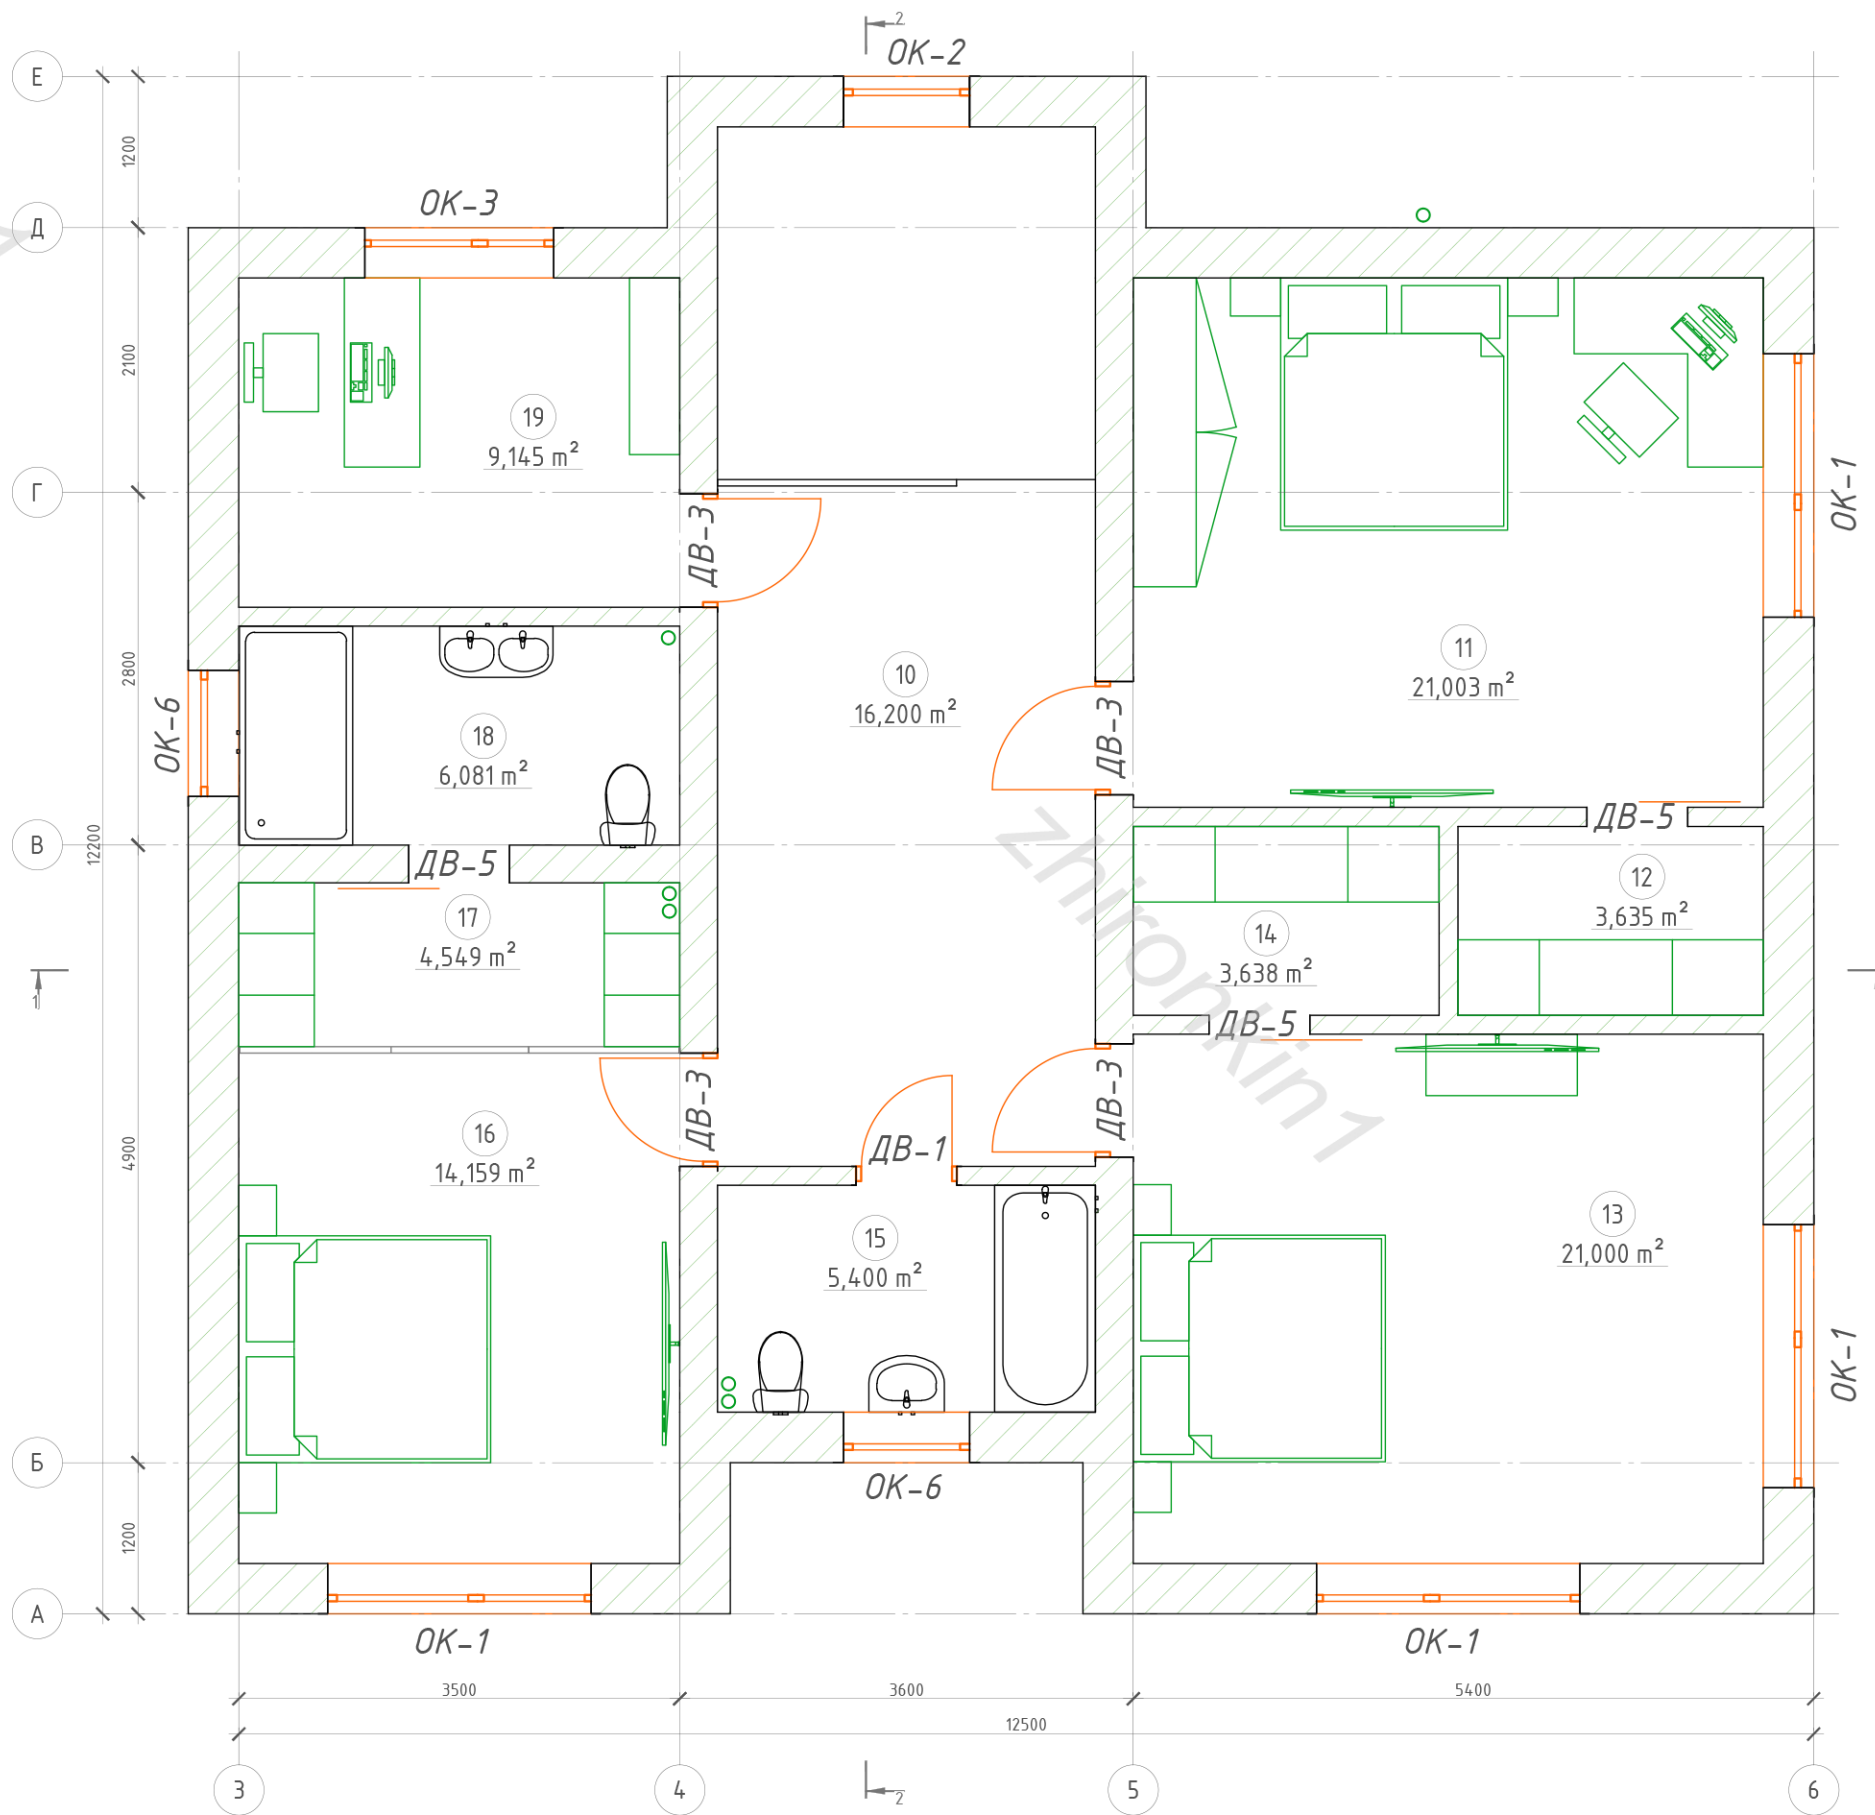 2
ОК-2
Е
1200
ОК-3
Д
2100
19
9,145 m²
Г
ДВ-3
ОК-1
11
21,003 m²
10
16,200 m²
2800
ОК-6
18
6,081 m²
ДВ-3
12200
В
ДВ-5
ДВ-5
12
3,635 m²
17
4,549 m²
14
3,638 m²
1
ДВ-5
zhironkin1
ДВ-3
ДВ-3
4900
16
14,159 m²
ДВ-1
15
5,400 m²
13
21,000 m²
ОК-1
Б
ОК-6
1200
А
ОК-1
ОК-1
3500
3600
5400
12500
3
4
2
5
6